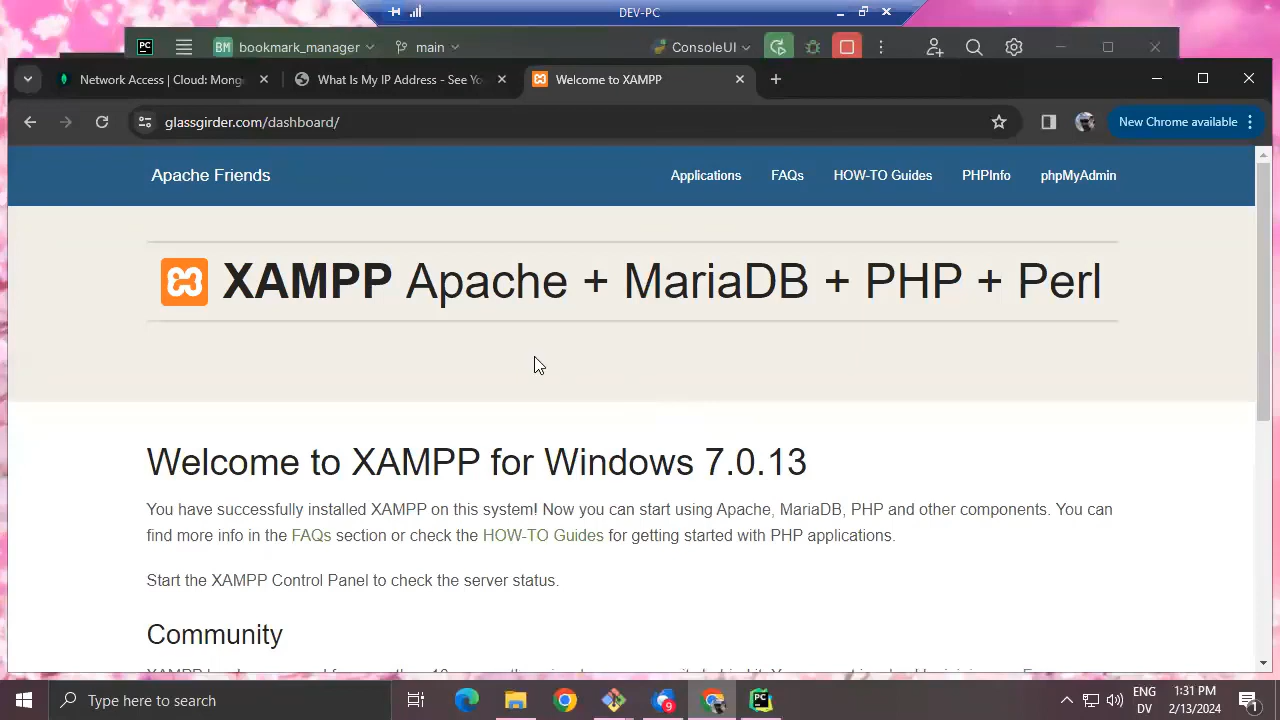 DEV-PC
PC
BM bookmark_manager main ConsoleUI
Network Access | Cloud: Mong
What Is My IP Address - See Yo
Welcome to XAMPP
glassgirder.com/dashboard/
New Chrome available
Apache Friends
Applications FAQs HOW-TO Guides PHPInfo phpMyAdmin
XAMPP Apache + MariaDB + PHP + Perl
Welcome to XAMPP for Windows 7.0.13
You have successfully installed XAMPP on this system! Now you can start using Apache, MariaDB, PHP and other components. You can
find more info in the FAQs section or check the HOW-TO Guides for getting started with PHP applications.
Start the XAMPP Control Panel to check the server status.
Community
Type here to search
9
PC
ENG
DV
1:31 PM
2/13/2024
1